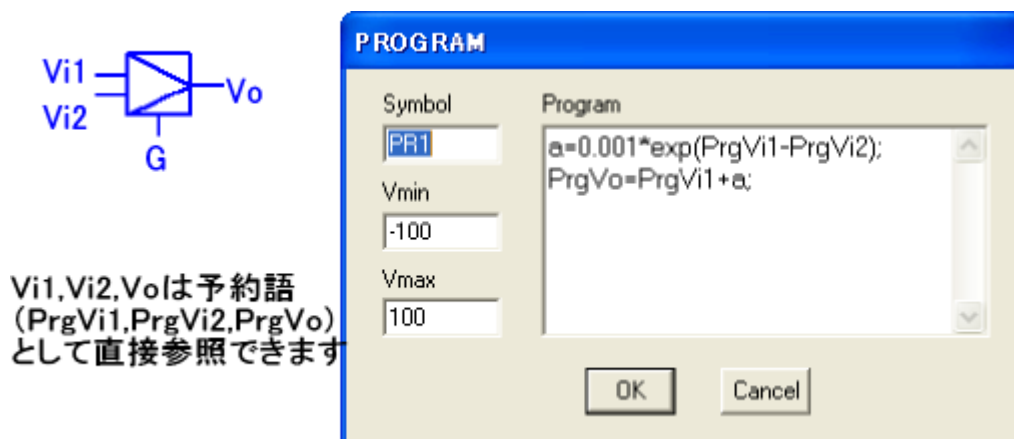 Vi1
Vi2
Vo
G
Vi1,Vi2,Voは予約語
(PrgVi1,PrgVi2,PrgVo)
として直接参照できます
PROGRAM
Symbol
PR1
Vmin
-100
Vmax
100
Program
a=0.001*exp(PrgVi1-PrgVi2);
PrgVo=PrgVi1+a;
OK
Cancel